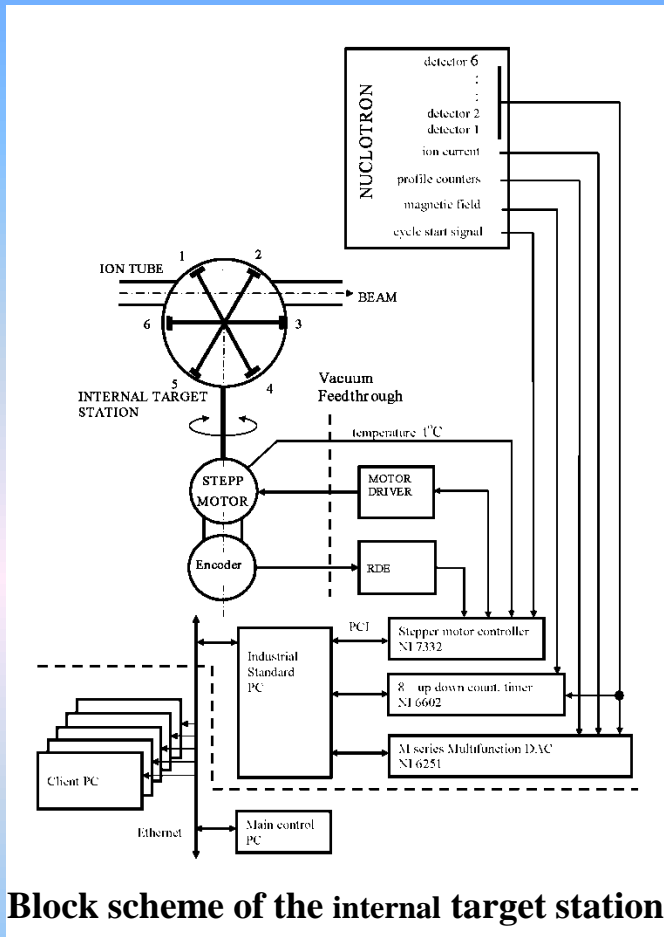 detector 6
:
:
detector 2
detector 1
NUCLOTRON
ion current
profile counters
magnetic field
cycle start signal
1
2
ION TUBE
BEAM
6
3
5
4
INTERNAL TARGET
STATION
Vacuum
Feedthrough
temperature t°C
STEPP
MOTOR
MOTOR
DRIVER
Encoder
RDE
PCI
Stepper motor controller
NI 7332
Industrial
Standard
PC
8 up down count. timer
NI 6602
M series Multifunction DAC
NI 6251
Client PC
Ethernet
Main control
PC
Block scheme of the internal target station